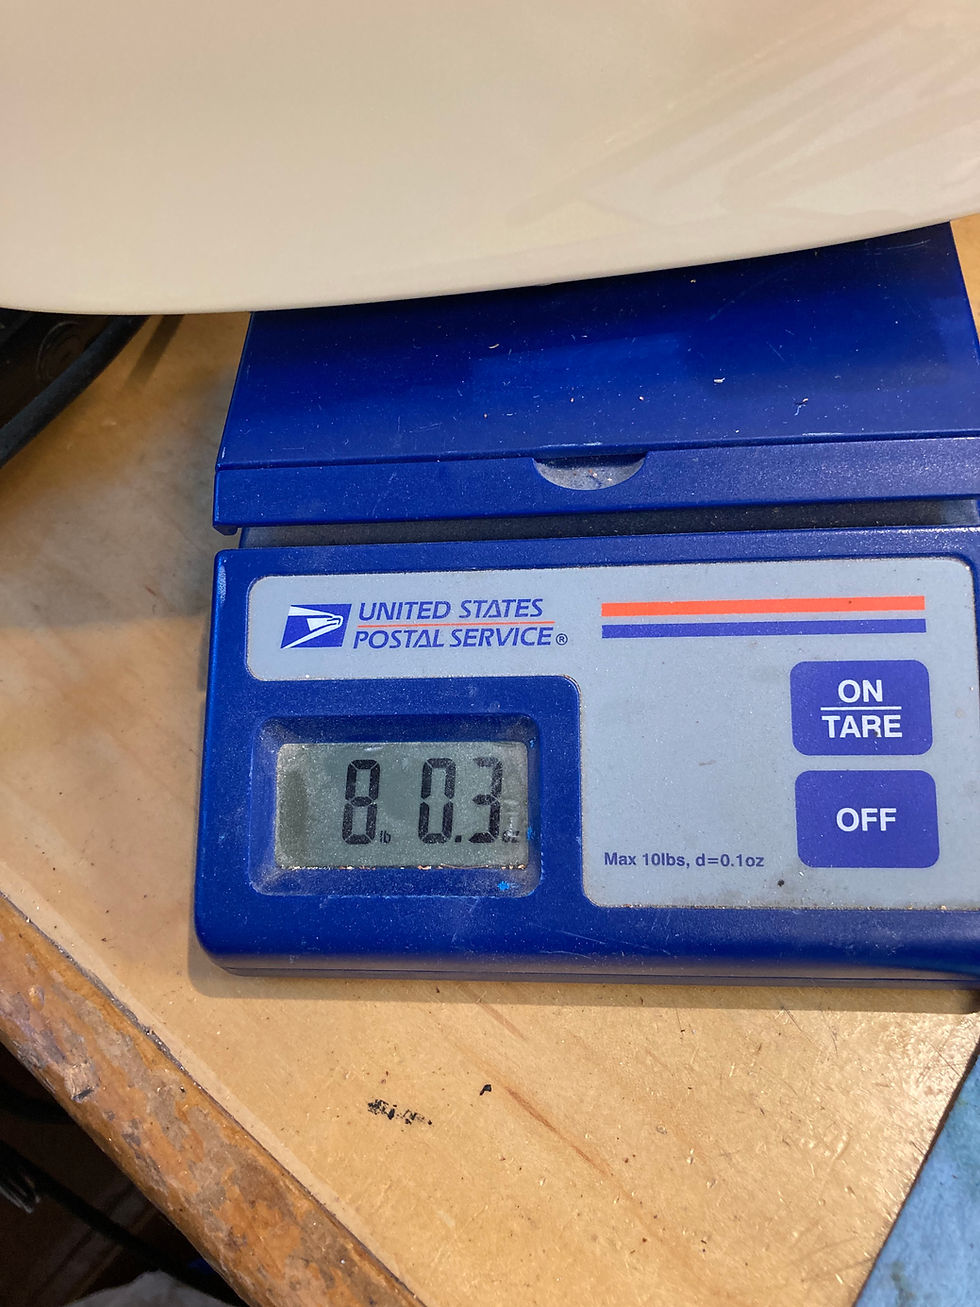 UNITED STATES
POSTAL SERVICE®
ON
TARE
8 lb 0.3 oz
OFF
Max 10lbs, d=0.1oz